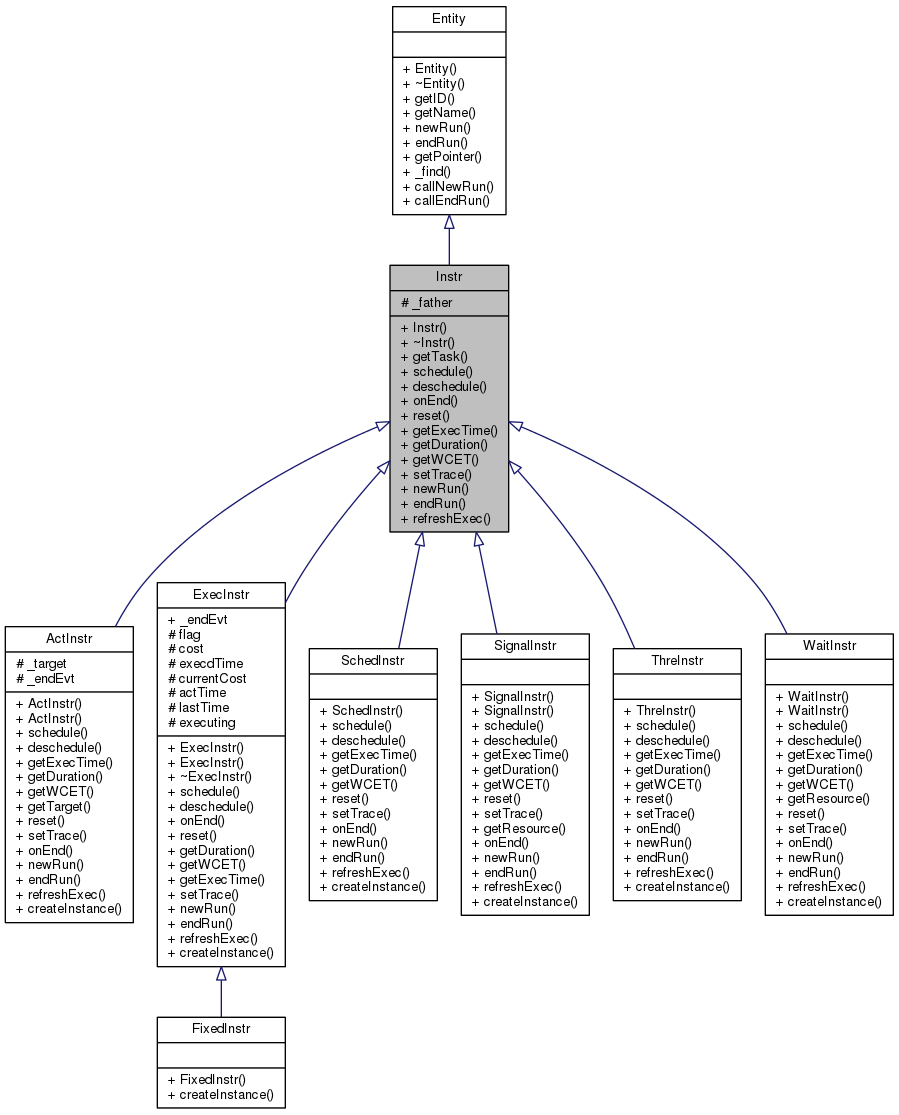 Entity
+ Entity()
+ ~Entity()
+ getID()
+ getName()
+ newRun()
+ endRun()
+ getPointer()
+ _find()
+ callNewRun()
+ callEndRun()
Instr
# _father
+ Instr()
+ ~Instr()
+ getTask()
+ schedule()
+ deschedule()
+ onEnd()
+ reset()
+ getExecTime()
+ getDuration()
+ getWCET()
+ setTrace()
+ newRun()
+ endRun()
+ refreshExec()
ActInstr
# _target
# _endEvt
+ ActInstr()
+ ActInstr()
+ schedule()
+ deschedule()
+ getExecTime()
+ getDuration()
+ getWCET()
+ getTarget()
+ reset()
+ setTrace()
+ onEnd()
+ newRun()
+ endRun()
+ refreshExec()
+ createInstance()
ExecInstr
+ _endEvt
# flag
# cost
# execdTime
# currentCost
# actTime
# lastTime
# executing
+ ExecInstr()
+ ExecInstr()
+ ~ExecInstr()
+ schedule()
+ deschedule()
+ onEnd()
+ reset()
+ getDuration()
+ getWCET()
+ getExecTime()
+ setTrace()
+ newRun()
+ endRun()
+ refreshExec()
+ createInstance()
SchedInstr
+ SchedInstr()
+ schedule()
+ deschedule()
+ getExecTime()
+ getDuration()
+ getWCET()
+ reset()
+ setTrace()
+ onEnd()
+ newRun()
+ endRun()
+ refreshExec()
+ createInstance()
SignalInstr
+ SignalInstr()
+ SignalInstr()
+ schedule()
+ deschedule()
+ getExecTime()
+ getDuration()
+ getWCET()
+ reset()
+ setTrace()
+ getResource()
+ onEnd()
+ newRun()
+ endRun()
+ refreshExec()
+ createInstance()
ThreInstr
+ ThreInstr()
+ schedule()
+ deschedule()
+ getExecTime()
+ getDuration()
+ getWCET()
+ reset()
+ setTrace()
+ onEnd()
+ newRun()
+ endRun()
+ refreshExec()
+ createInstance()
WaitInstr
+ WaitInstr()
+ WaitInstr()
+ schedule()
+ deschedule()
+ getExecTime()
+ getDuration()
+ getWCET()
+ getResource()
+ reset()
+ setTrace()
+ onEnd()
+ newRun()
+ endRun()
+ refreshExec()
+ createInstance()
FixedInstr
+ FixedInstr()
+ createInstance()